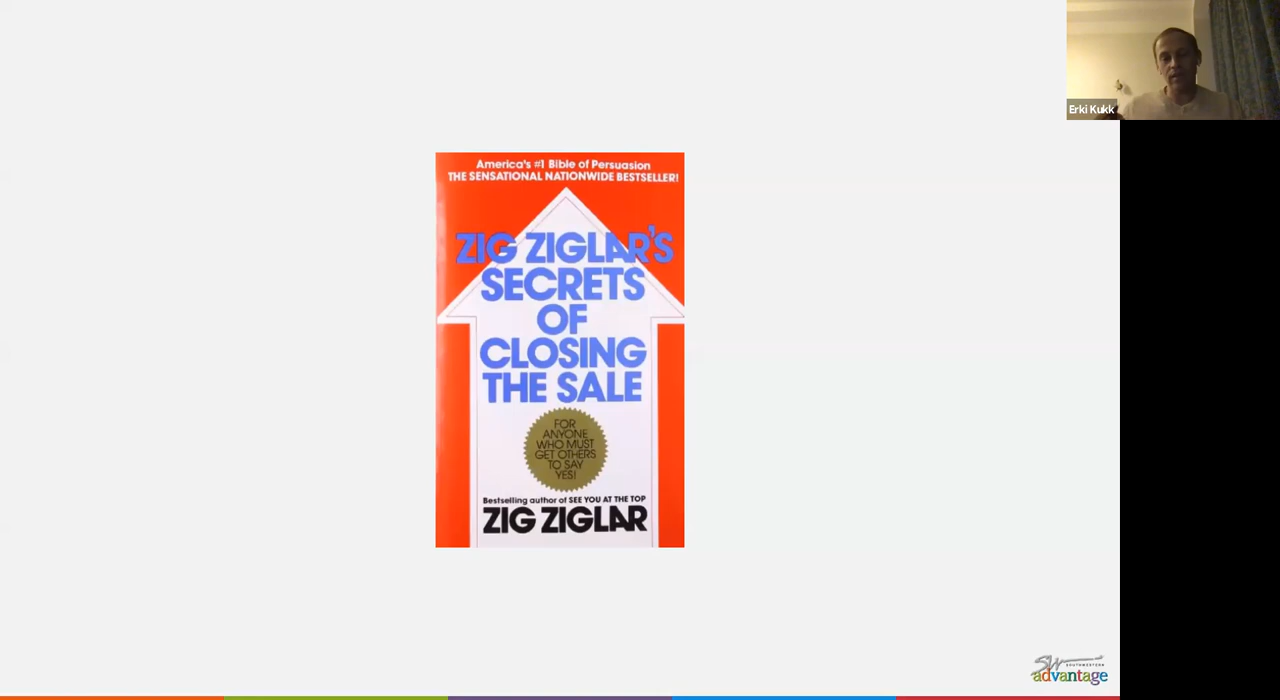 Erki Kukk
America's #1 Bible of Persuasion
THE SENSATIONAL NATIONWIDE BESTSELLER!
ZIG ZIGLAR'S
SECRETS
OF
CLOSING
THE SALE
FOR
ANYONE
WHO MUST
GET OTHERS
TO SAY
YES!
Bestselling author of SEE YOU AT THE TOP
ZIG ZIGLAR
SW
SOUTHWESTERN
advantage